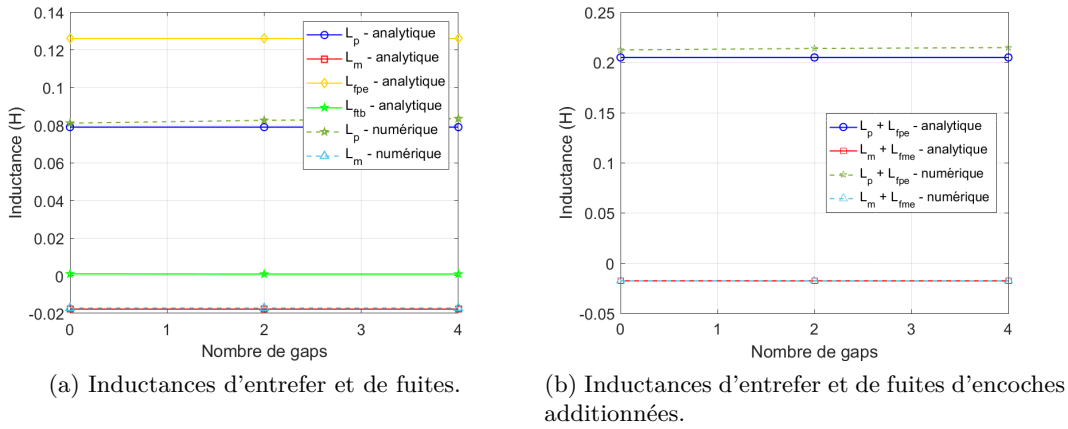 0.14
0.12
0.1
0.08
0.06
0.04
0.02
0
-0.02
Inductance (H)
0 1 2 3 4
Nombre de gaps
L_p - analytique
L_m - analytique
L_fpe - analytique
L_ftb - analytique
L_p - numérique
L_m - numérique
(a) Inductances d'entrefer et de fuites.
0.25
0.2
0.15
0.1
0.05
0
-0.05
Inductance (H)
0 1 2 3 4
Nombre de gaps
L_p + L_fpe - analytique
L_m + L_fme - analytique
L_p + L_fpe - numérique
L_m + L_fme - numérique
(b) Inductances d'entrefer et de fuites d'encoches
additionnées.